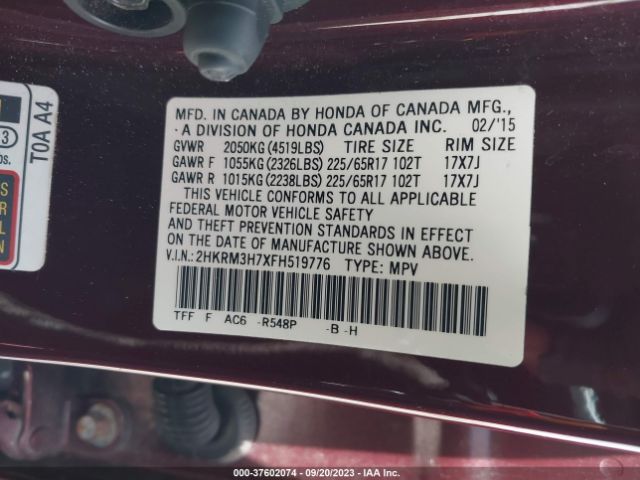 3
os.
T0A A4
MFD. IN CANADA BY HONDA OF CANADA MFG.,
A DIVISION OF HONDA CANADA INC. 02/'15
GVWR 2050KG (4519LBS) TIRE SIZE RIM SIZE
GAWR F 1055KG (2326LBS) 225/65R17 102T 17X7J
GAWR R 1015KG (2238LBS) 225/65R17 102T 17X7J
THIS VEHICLE CONFORMS TO ALL APPLICABLE
FEDERAL MOTOR VEHICLE SAFETY
AND THEFT PREVENTION STANDARDS IN EFFECT
ON THE DATE OF MANUFACTURE SHOWN ABOVE.
V.I.N.: 2HKRM3H7XFH519776 TYPE: MPV
TFF F AC6 -R548P -B -H
000-37602074 - 09/20/2023 - IAA Inc.